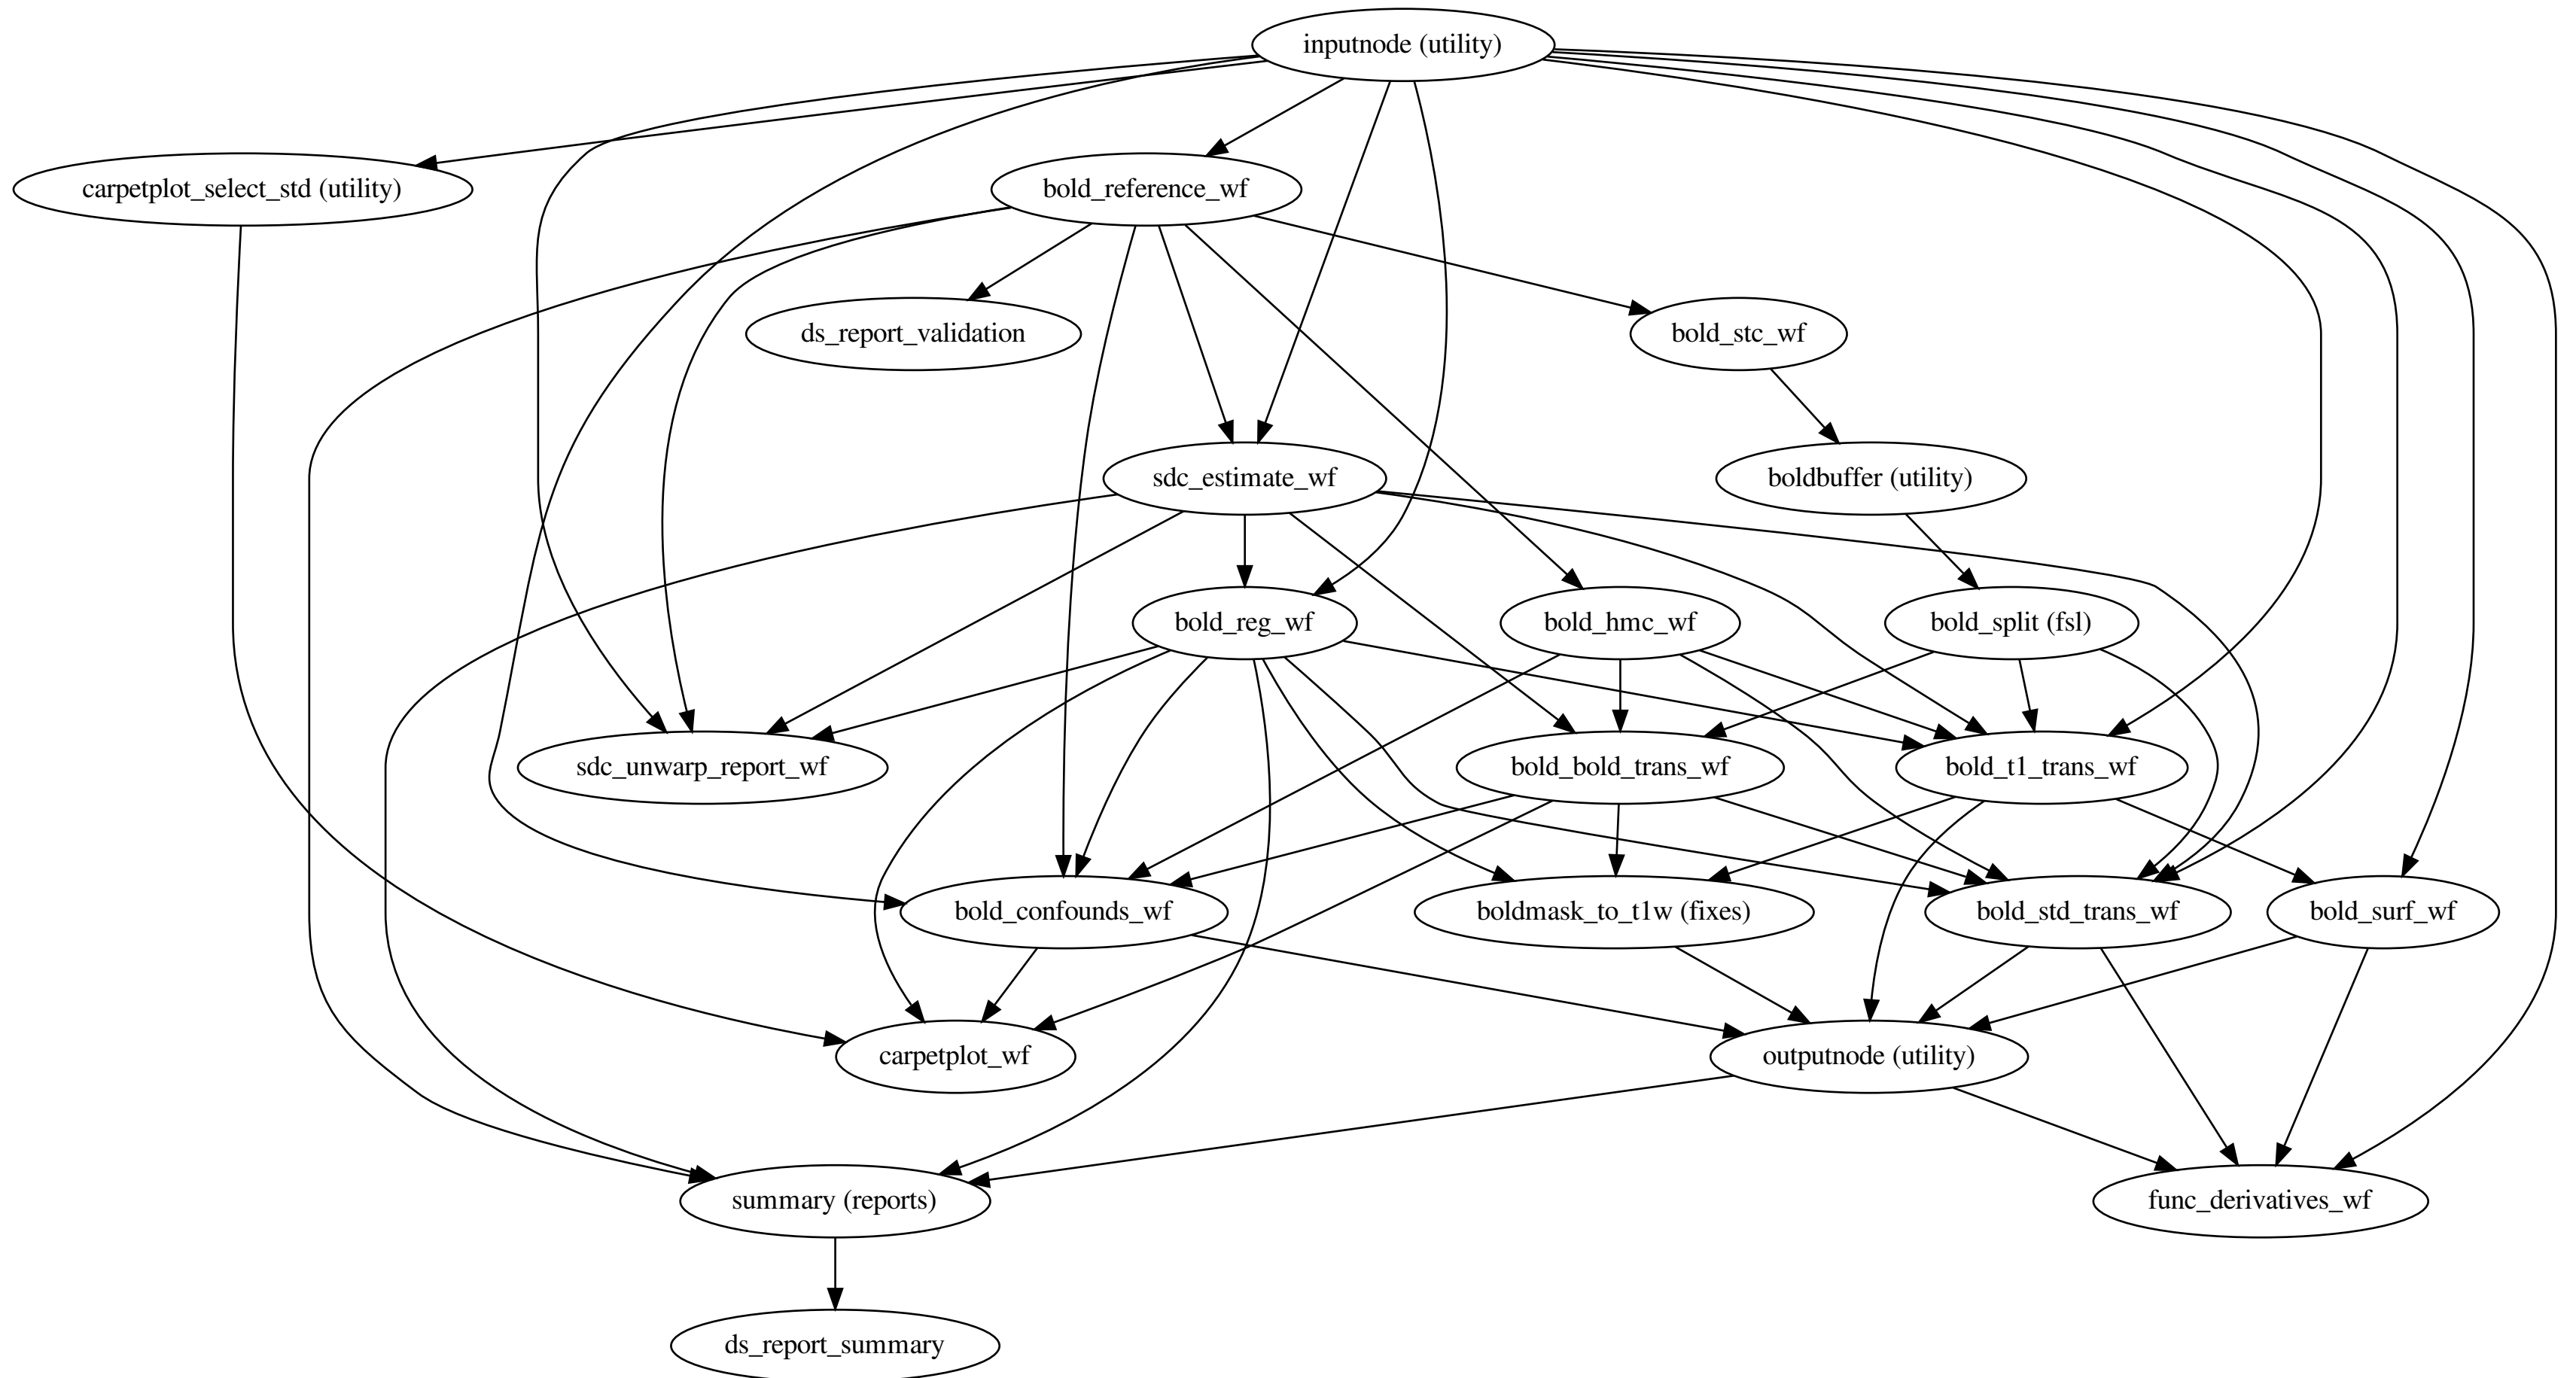 inputnode (utility)
carpetplot_select_std (utility)
bold_reference_wf
ds_report_validation
bold_stc_wf
sdc_estimate_wf
boldbuffer (utility)
bold_reg_wf
bold_hmc_wf
bold_split (fsl)
sdc_unwarp_report_wf
bold_bold_trans_wf
bold_t1_trans_wf
bold_confounds_wf
boldmask_to_t1w (fixes)
bold_std_trans_wf
bold_surf_wf
carpetplot_wf
outputnode (utility)
summary (reports)
func_derivatives_wf
ds_report_summary